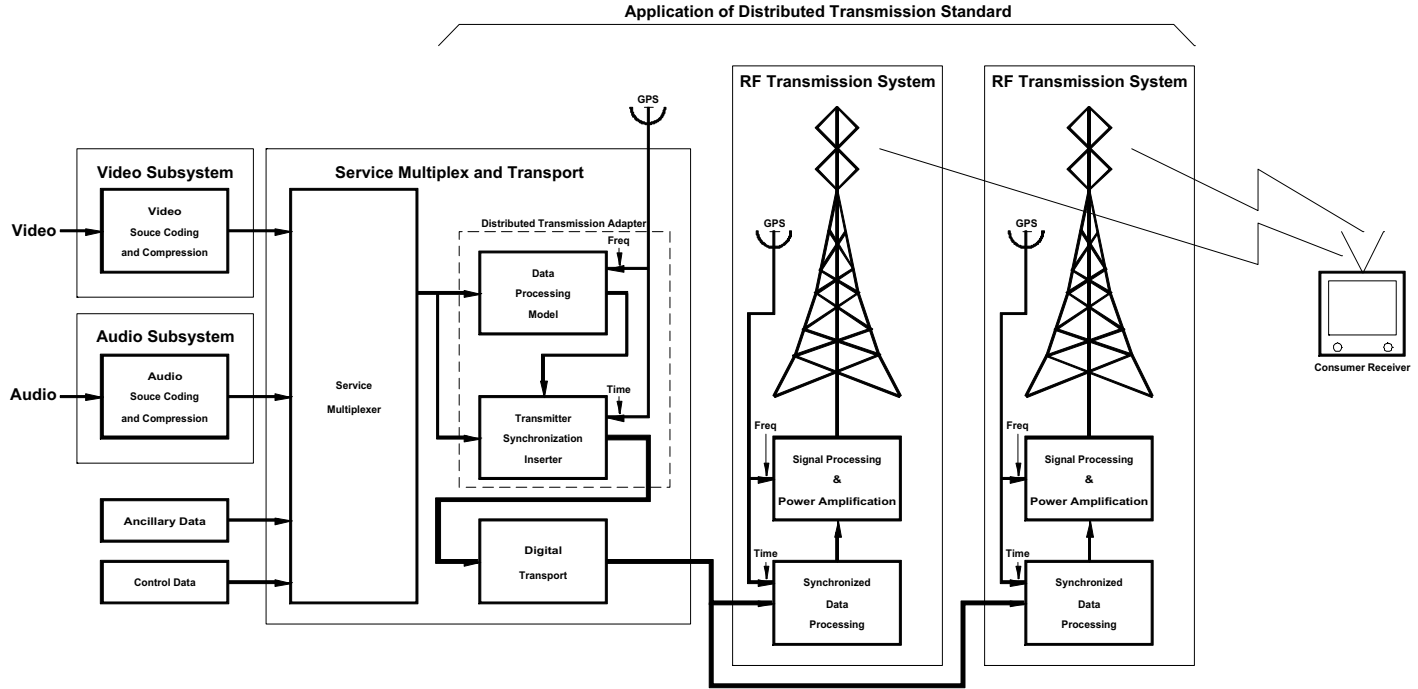 Application of Distributed Transmission Standard
RF Transmission System
RF Transmission System
GPS
Video Subsystem
Service Multiplex and Transport
Video
Video
Souce Coding
and Compression
Distributed Transmission Adapter
Freq
Data
Processing
Model
GPS
GPS
Audio Subsystem
Audio
Audio
Souce Coding
and Compression
Service
Multiplexer
Time
Transmitter
Synchronization
Inserter
Consumer Receiver
Freq
Signal Processing
&
Power Amplification
Freq
Signal Processing
&
Power Amplification
Ancillary Data
Control Data
Digital
Transport
Time
Synchronized
Data
Processing
Time
Synchronized
Data
Processing